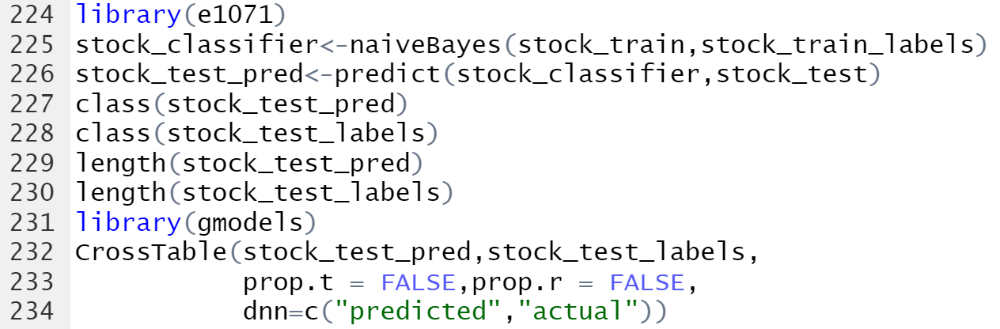 224 library(e1071)
225 stock_classifier<-naiveBayes(stock_train,stock_train_labels)
226 stock_test_pred<-predict(stock_classifier,stock_test)
227 class(stock_test_pred)
228 class(stock_test_labels)
229 length(stock_test_pred)
230 length(stock_test_labels)
231 library(gmodels)
232 CrossTable(stock_test_pred,stock_test_labels,
233            prop.t = FALSE,prop.r = FALSE,
234            dnn=c("predicted","actual"))